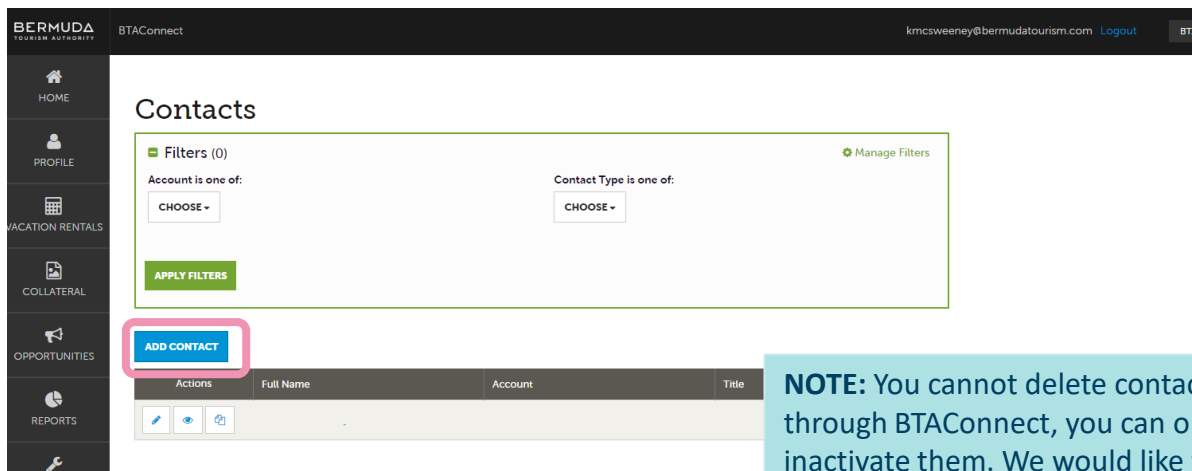 BERMUDA
TOURISM AUTHORITY
BTAConnect
kmcsweeney@bermudatourism.com Logout
HOME
PROFILE
VACATION RENTALS
COLLATERAL
OPPORTUNITIES
REPORTS
Contacts
Filters (0)
Manage Filters
Account is one of:
Contact Type is one of:
CHOOSE
CHOOSE
APPLY FILTERS
ADD CONTACT
Actions Full Name Account Title
NOTE: You cannot delete
through BTAConnect, you can
inactivate them. We would like